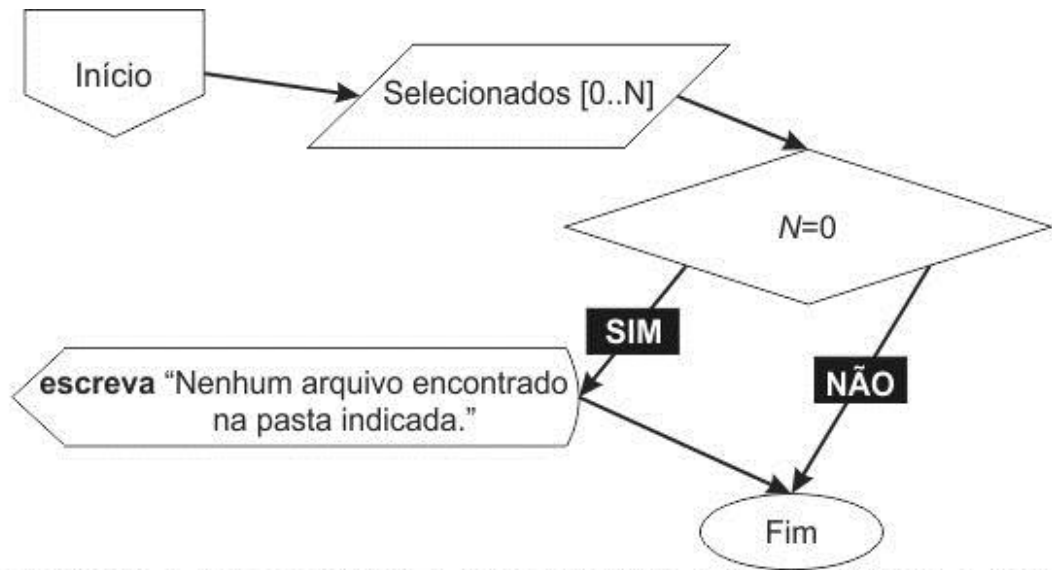 Início
Selecionados [0..N]
N=0
SIM
NÃO
escreva “Nenhum arquivo encontrado
na pasta indicada.”
Fim